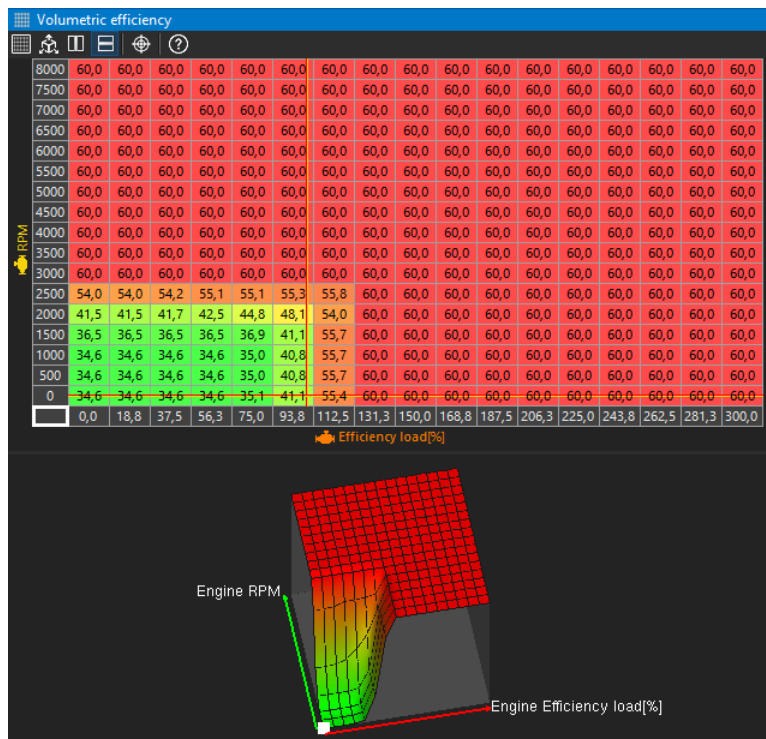 Volumetric efficiency
8000 60,0 60,0 60,0 60,0 60,0 60,0 60,0 60,0 60,0 60,0 60,0 60,0 60,0 60,0 60,0 60,0 60,0
7500 60,0 60,0 60,0 60,0 60,0 60,0 60,0 60,0 60,0 60,0 60,0 60,0 60,0 60,0 60,0 60,0 60,0
7000 60,0 60,0 60,0 60,0 60,0 60,0 60,0 60,0 60,0 60,0 60,0 60,0 60,0 60,0 60,0 60,0 60,0
6500 60,0 60,0 60,0 60,0 60,0 60,0 60,0 60,0 60,0 60,0 60,0 60,0 60,0 60,0 60,0 60,0 60,0
6000 60,0 60,0 60,0 60,0 60,0 60,0 60,0 60,0 60,0 60,0 60,0 60,0 60,0 60,0 60,0 60,0 60,0
5500 60,0 60,0 60,0 60,0 60,0 60,0 60,0 60,0 60,0 60,0 60,0 60,0 60,0 60,0 60,0 60,0 60,0
5000 60,0 60,0 60,0 60,0 60,0 60,0 60,0 60,0 60,0 60,0 60,0 60,0 60,0 60,0 60,0 60,0 60,0
4500 60,0 60,0 60,0 60,0 60,0 60,0 60,0 60,0 60,0 60,0 60,0 60,0 60,0 60,0 60,0 60,0 60,0
4000 60,0 60,0 60,0 60,0 60,0 60,0 60,0 60,0 60,0 60,0 60,0 60,0 60,0 60,0 60,0 60,0 60,0
RPM
3500 60,0 60,0 60,0 60,0 60,0 60,0 60,0 60,0 60,0 60,0 60,0 60,0 60,0 60,0 60,0 60,0 60,0
3000 60,0 60,0 60,0 60,0 60,0 60,0 60,0 60,0 60,0 60,0 60,0 60,0 60,0 60,0 60,0 60,0 60,0
2500 54,0 54,0 54,2 55,1 55,1 55,3 55,8 60,0 60,0 60,0 60,0 60,0 60,0 60,0 60,0 60,0 60,0
2000 41,5 41,5 41,7 42,5 44,8 48,1 54,0 60,0 60,0 60,0 60,0 60,0 60,0 60,0 60,0 60,0 60,0
1500 36,5 36,5 36,5 36,5 36,9 41,1 55,7 60,0 60,0 60,0 60,0 60,0 60,0 60,0 60,0 60,0 60,0
1000 34,6 34,6 34,6 34,6 35,0 40,8 55,7 60,0 60,0 60,0 60,0 60,0 60,0 60,0 60,0 60,0 60,0
500 34,6 34,6 34,6 34,6 35,0 40,8 55,7 60,0 60,0 60,0 60,0 60,0 60,0 60,0 60,0 60,0 60,0
0 34,6 34,6 34,6 34,6 35,1 41,1 55,4 60,0 60,0 60,0 60,0 60,0 60,0 60,0 60,0 60,0 60,0
0,0 18,8 37,5 56,3 75,0 93,8 112,5 131,3 150,0 168,8 187,5 206,3 225,0 243,8 262,5 281,3 300,0
Efficiency load[%]
Engine RPM
Engine Efficiency load[%]